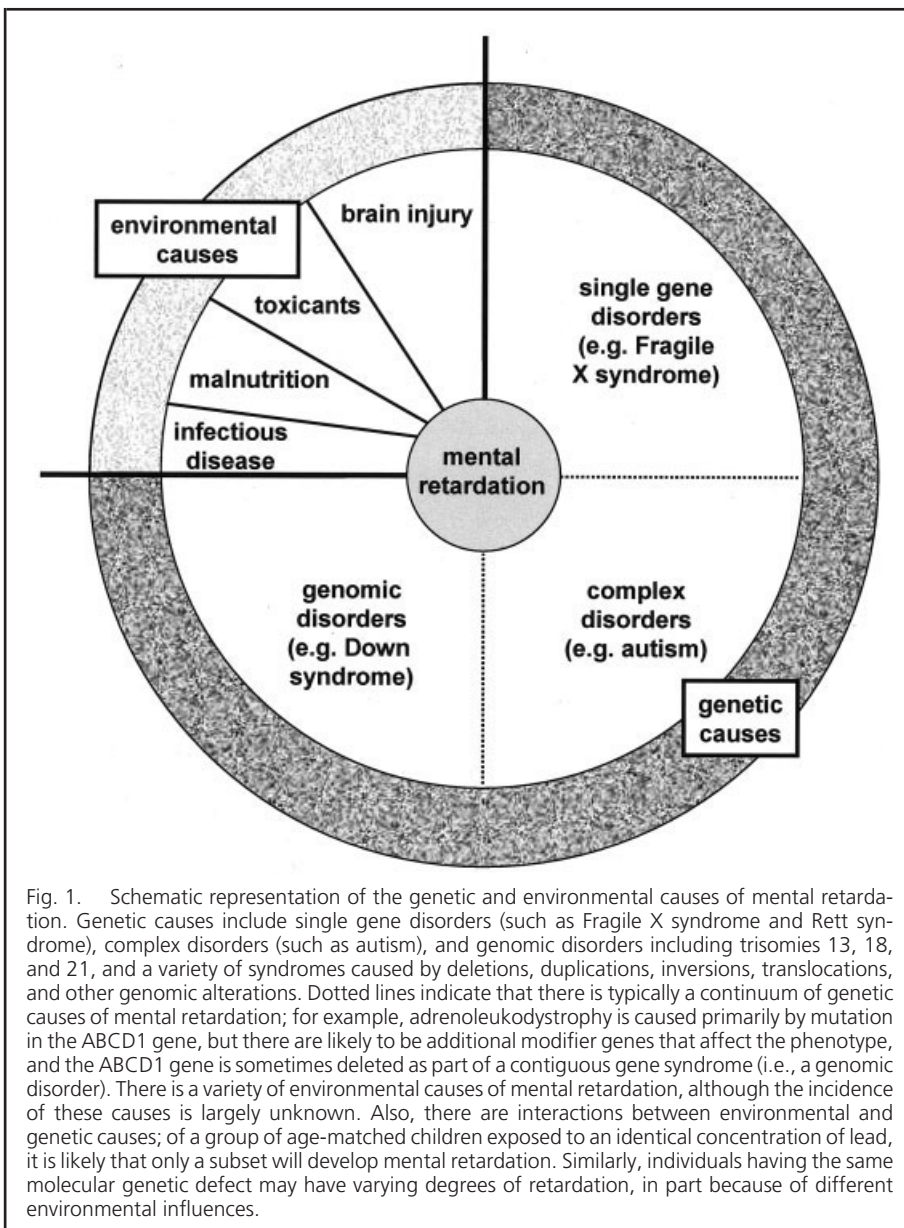 brain injury
environmental
causes
toxicants
single gene
disorders
(e.g. Fragile
X syndrome)
malnutrition
infectious
disease
mental
retardation
genomic
disorders
(e.g. Down
syndrome)
complex
disorders
(e.g. autism)
genetic
causes
Fig. 1. Schematic representation of the genetic and environmental causes of mental retarda-
tion. Genetic causes include single gene disorders (such as Fragile X syndrome and Rett syn-
drome), complex disorders (such as autism), and genomic disorders including trisomies 13, 18,
and 21, and a variety of syndromes caused by deletions, duplications, inversions, translocations,
and other genomic alterations. Dotted lines indicate that there is typically a continuum of genetic
causes of mental retardation; for example, adrenoleukodystrophy is caused primarily by mutation
in the ABCD1 gene, but there are likely to be additional modifier genes that affect the phenotype,
and the ABCD1 gene is sometimes deleted as part of a contiguous gene syndrome (i.e., a genomic
disorder). There is a variety of environmental causes of mental retardation, although the incidence
of these causes is largely unknown. Also, there are interactions between environmental and
genetic causes; of a group of age-matched children exposed to an identical concentration of lead,
it is likely that only a subset will develop mental retardation. Similarly, individuals having the same
molecular genetic defect may have varying degrees of retardation, in part because of different
environmental influences.